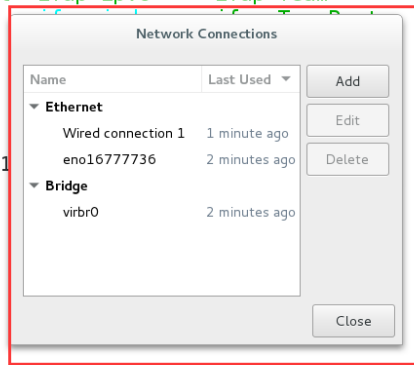 Network Connections
Name Last Used
Add
Ethernet
Edit
Wired connection 1 1 minute ago
eno16777736 2 minutes ago
Delete
Bridge
virbr0 2 minutes ago
Close